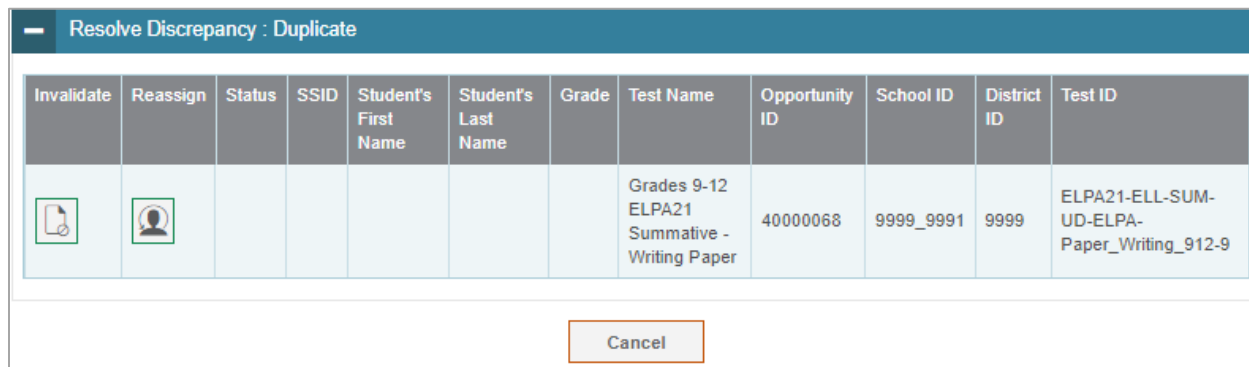 Resolve Discrepancy : Duplicate
Invalidate Reassign Status SSID Student's First Name Student's Last Name Grade Test Name Opportunity ID School ID District ID Test ID
Grades 9-12
ELPA21
Summative -
Writing Paper
40000068
9999_9991
9999
ELPA21-ELL-SUM-
UD-ELPA-
Paper_Writing_912-9
Cancel